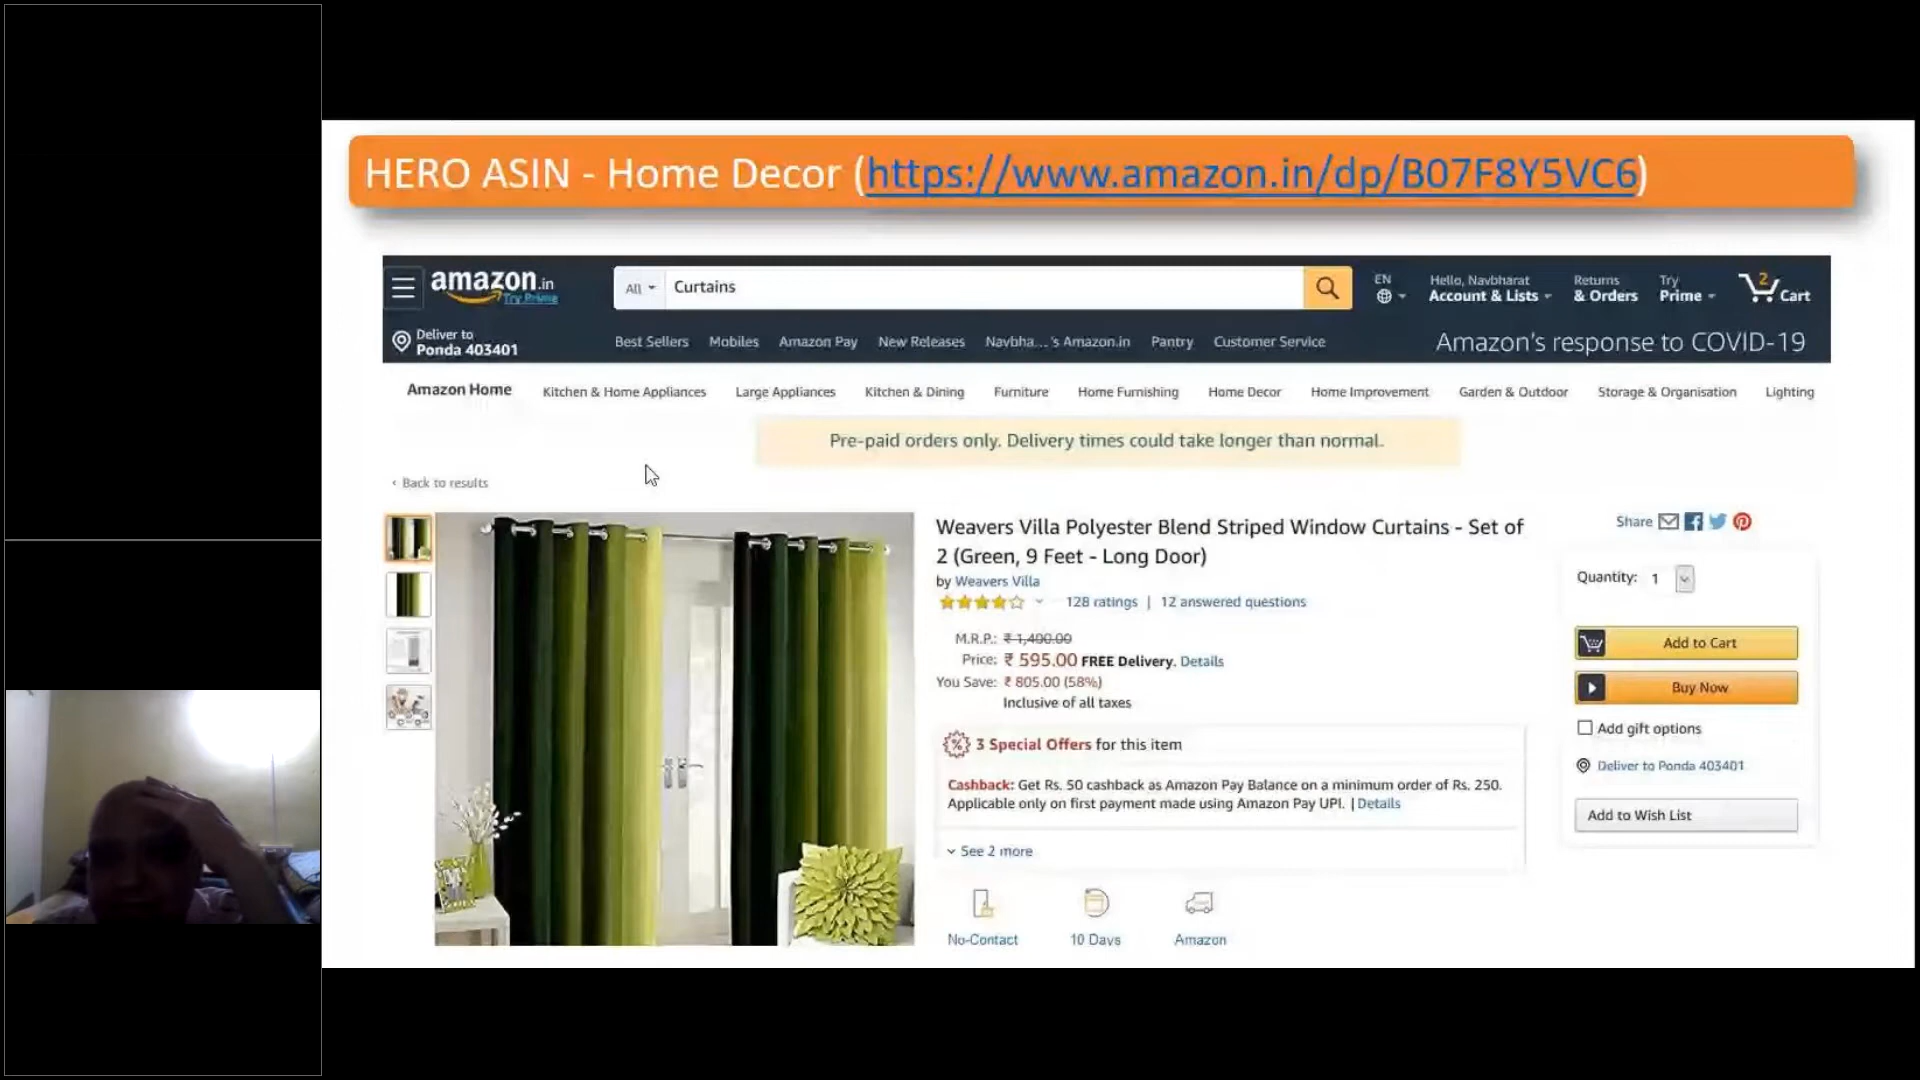 HERO ASIN - Home Decor (https://www.amazon.in/dp/B07F8Y5VC6)
amazon.in
Try Prime
All
Curtains
EN
Hello, Navbharat
Account & Lists
Returns
& Orders
Try
Prime
2
Cart
Deliver to
Ponda 403401
Best Sellers Mobiles Amazon Pay New Releases Navbha... 's Amazon.in Pantry Customer Service
Amazon's response to COVID-19
Amazon Home Kitchen & Home Appliances Large Appliances Kitchen & Dining Furniture Home Furnishing Home Decor Home Improvement Garden & Outdoor Storage & Organisation Lighting
Pre-paid orders only. Delivery times could take longer than normal.
‹ Back to results
Weavers Villa Polyester Blend Striped Window Curtains - Set of
2 (Green, 9 Feet - Long Door)
by Weavers Villa
128 ratings | 12 answered questions
M.R.P.: ₹ 1,400.00
Price: ₹ 595.00 FREE Delivery. Details
You Save: ₹ 805.00 (58%)
Inclusive of all taxes
3 Special Offers for this item
Cashback: Get Rs. 50 cashback as Amazon Pay Balance on a minimum order of Rs. 250.
Applicable only on first payment made using Amazon Pay UPI. | Details
See 2 more
No-Contact
10 Days
Amazon
Share
Quantity: 1
Add to Cart
Buy Now
Add gift options
Deliver to Ponda 403401
Add to Wish List